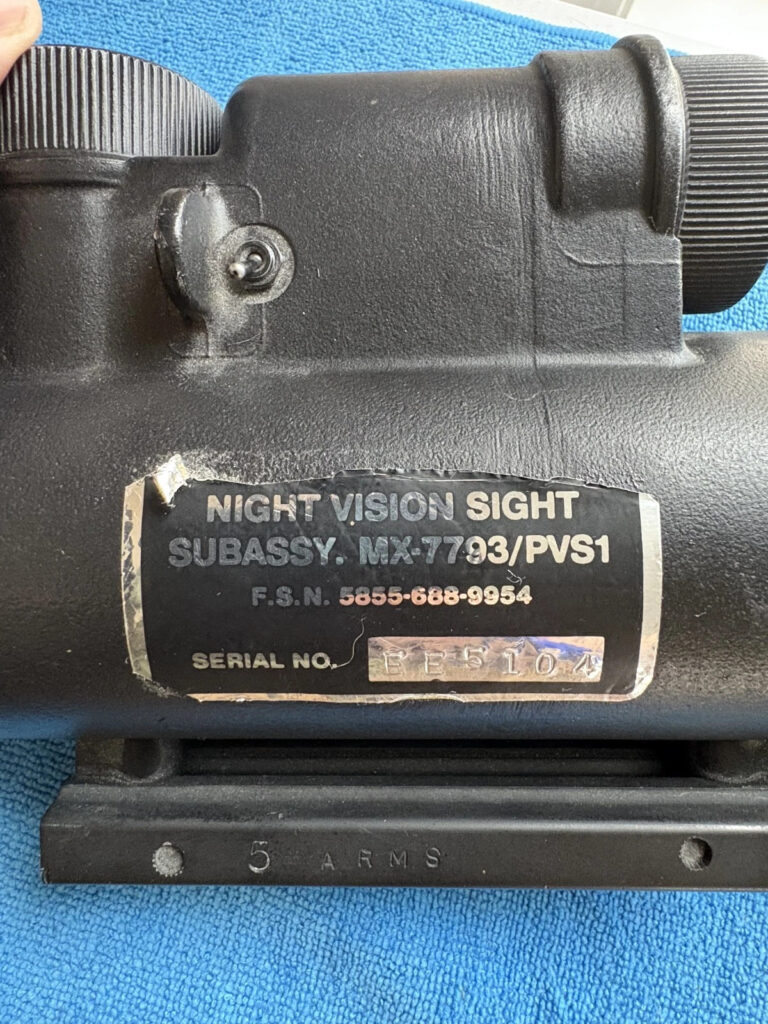 NIGHT VISION SIGHT
SUBASSY. MX-7793/PVS1
F.S.N. 5855-688-9954
SERIAL NO. EE5104
5 ARMS